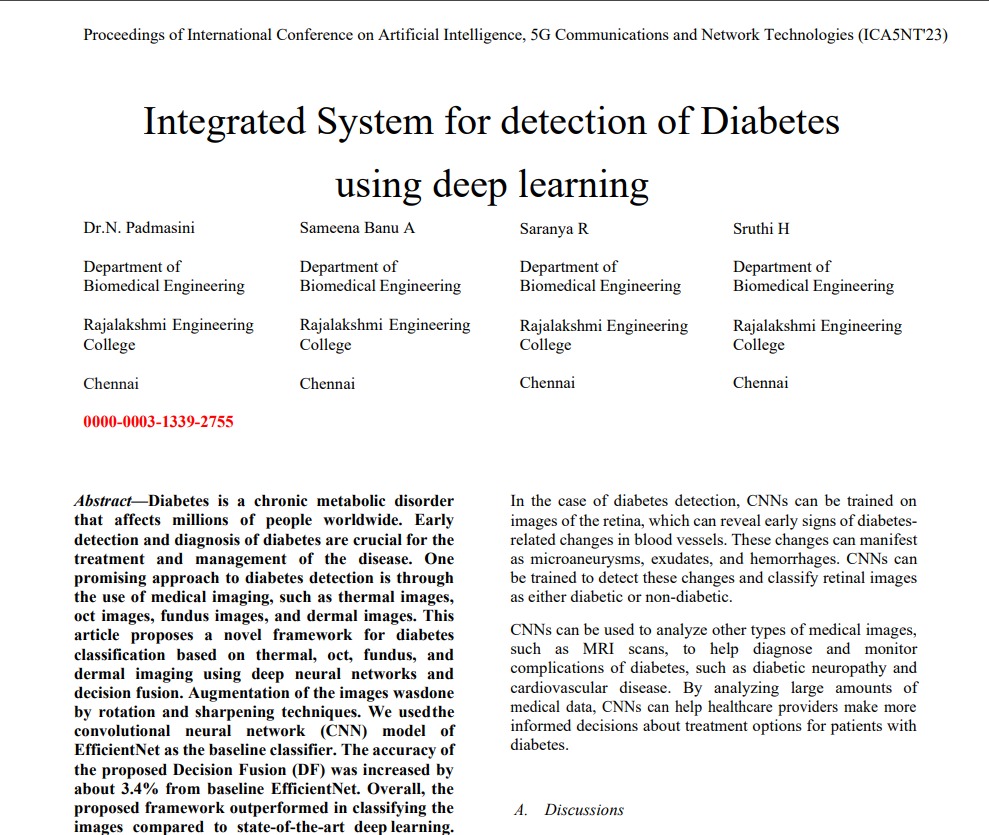 Proceedings of International Conference on Artificial Intelligence, 5G Communications and Network Technologies (ICA5NT'23)
Integrated System for detection of Diabetes
using deep learning
Dr.N. Padmasini
Department of
Biomedical Engineering
Rajalakshmi Engineering
College
Chennai
0000-0003-1339-2755
Sameena Banu A
Department of
Biomedical Engineering
Rajalakshmi Engineering
College
Chennai
Saranya R
Department of
Biomedical Engineering
Rajalakshmi Engineering
College
Chennai
Sruthi H
Department of
Biomedical Engineering
Rajalakshmi Engineering
College
Chennai
Abstract—Diabetes is a chronic metabolic disorder
that affects millions of people worldwide. Early
detection and diagnosis of diabetes are crucial for the
treatment and management of the disease. One
promising approach to diabetes detection is through
the use of medical imaging, such as thermal images,
oct images, fundus images, and dermal images. This
article proposes a novel framework for diabetes
classification based on thermal, oct, fundus, and
dermal imaging using deep neural networks and
decision fusion. Augmentation of the images wasdone
by rotation and sharpening techniques. We usedthe
convolutional neural network (CNN) model of
EfficientNet as the baseline classifier. The accuracy of
the proposed Decision Fusion (DF) was increased by
about 3.4% from baseline EfficientNet. Overall, the
proposed framework outperformed in classifying the
images compared to state-of-the art deep learning.
In the case of diabetes detection, CNNs can be trained on
images of the retina, which can reveal early signs of diabetes-
related changes in blood vessels. These changes can manifest
as microaneurysms, exudates, and hemorrhages. CNNs can
be trained to detect these changes and classify retinal images
as either diabetic or non-diabetic.
CNNs can be used to analyze other types of medical images,
such as MRI scans, to help diagnose and monitor
complications of diabetes, such as diabetic neuropathy and
cardiovascular disease. By analyzing large amounts of
medical data, CNNs can help healthcare providers make more
informed decisions about treatment options for patients with
diabetes.
A. Discussions